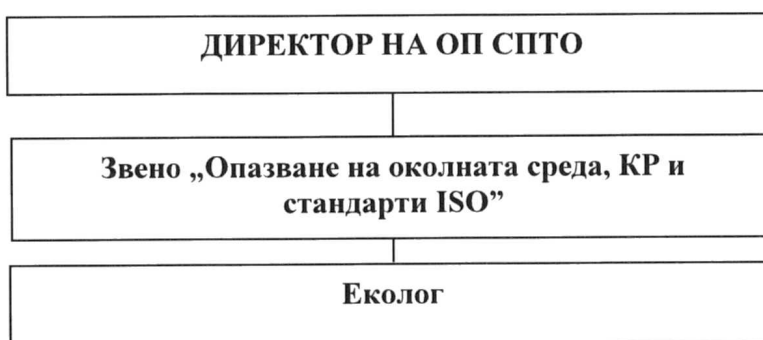 ДИРЕКТОР НА ОП СПТО
Звено „Опазване на околната среда, КР и
стандарти ISO”
Еколог